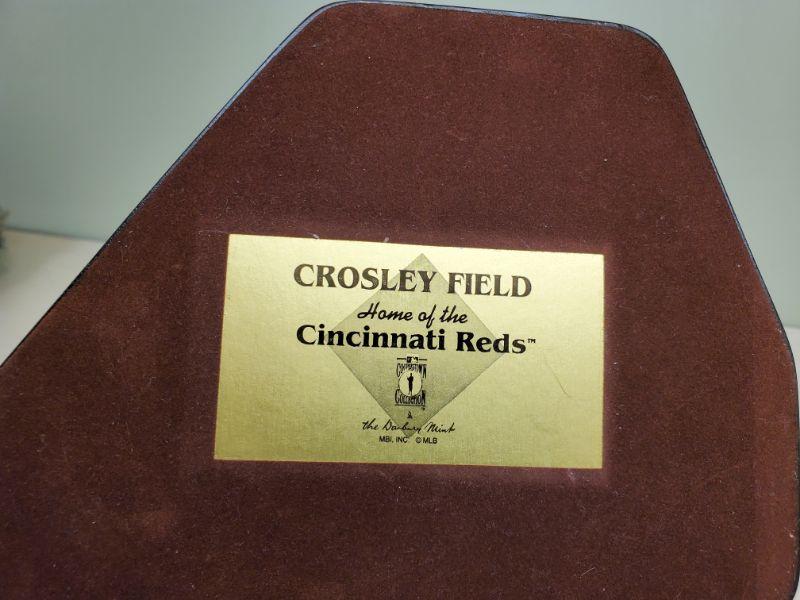 CROSLEY FIELD
Home of the
Cincinnati Reds™
COOPERSTOWN
COLLECTION
the Danbury Mint
MBI, INC. © MLB